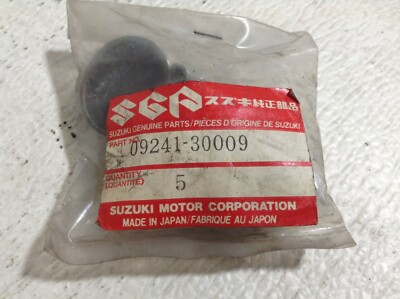 SGP スズキ純正部品
SUZUKI GENUINE PARTS/PIÈCES D'ORIGINE DE SUZUKI
PART NO.
09241-30009
QUANTITY
(QUANTITÉ)
5
SUZUKI MOTOR CORPORATION
MADE IN JAPAN/FABRIQUE AU JAPON